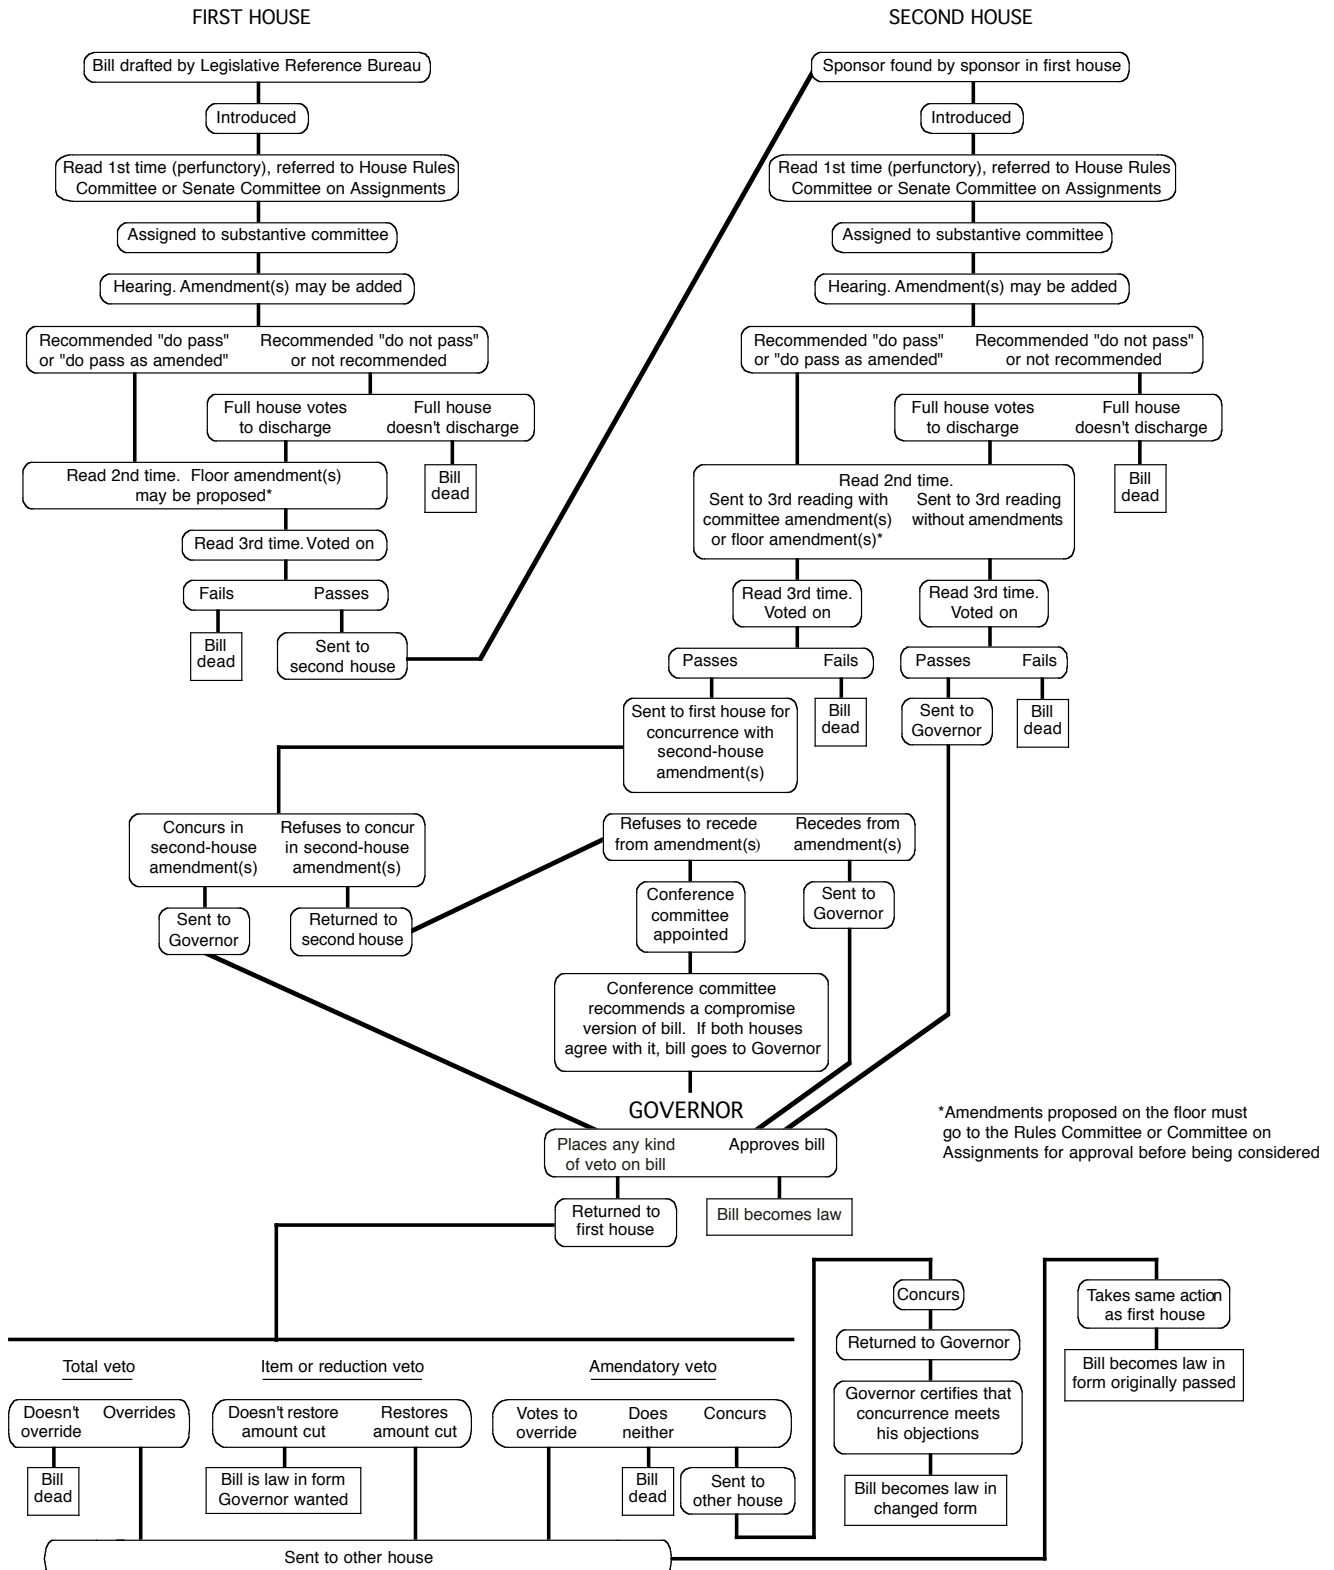 FIRST HOUSE
Bill drafted by Legislative Reference Bureau
Introduced
Read 1st time (perfunctory), referred to House Rules
Committee or Senate Committee on Assignments
Assigned to substantive committee
Hearing. Amendment(s) may be added
Recommended "do pass"
or "do pass as amended"
Recommended "do not pass"
or not recommended
Full house votes
to discharge
Full house
doesn't discharge
Bill
dead
Read 2nd time. Floor amendment(s)
may be proposed*
Read 3rd time. Voted on
Fails
Passes
Bill
dead
Sent to
second house
SECOND HOUSE
Sponsor found by sponsor in first house
Introduced
Read 1st time (perfunctory), referred to House Rules
Committee or Senate Committee on Assignments
Assigned to substantive committee
Hearing. Amendment(s) may be added
Recommended "do pass"
or "do pass as amended"
Recommended "do not pass"
or not recommended
Full house votes
to discharge
Full house
doesn't discharge
Bill
dead
Read 2nd time.
Sent to 3rd reading with
committee amendment(s)
or floor amendment(s)*
Sent to 3rd reading
without amendments
Read 3rd time.
Voted on
Read 3rd time.
Voted on
Passes
Fails
Passes
Fails
Sent to first house for
concurrence with
second-house
amendment(s)
Bill
dead
Sent to
Governor
Bill
dead
Concurs in
second-house
amendment(s)
Refuses to concur
in second-house
amendment(s)
Sent to
Governor
Returned to
second house
Refuses to recede
from amendment(s)
Recedes from
amendment(s)
Conference
committee
appointed
Sent to
Governor
Conference committee
recommends a compromise
version of bill. If both houses
agree with it, bill goes to Governor
GOVERNOR
Places any kind
of veto on bill
Approves bill
Returned to
first house
Bill becomes law
*Amendments proposed on the floor must
go to the Rules Committee or Committee on
Assignments for approval before being considered
Total veto
Doesn't
override
Overrides
Bill
dead
Item or reduction veto
Doesn't restore
amount cut
Restores
amount cut
Bill is law in form
Governor wanted
Amendatory veto
Votes to
override
Does
neither
Concurs
Bill
dead
Sent to
other house
Sent to other house
Concurs
Returned to Governor
Governor certifies that
concurrence meets
his objections
Bill becomes law in
changed form
Takes same action
as first house
Bill becomes law in
form originally passed